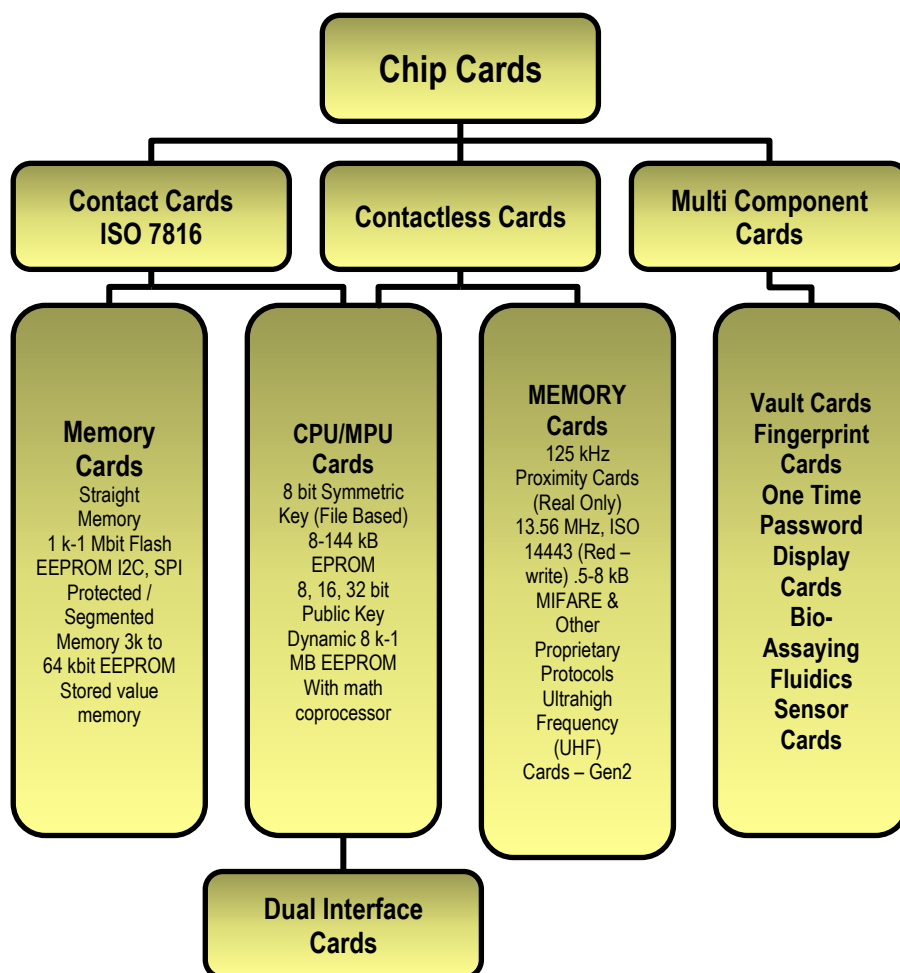 Chip Cards
Contact Cards
ISO 7816
Contactless Cards
Multi Component
Cards
Memory
Cards
Straight
Memory
1 k-1 Mbit Flash
EEPROM I2C, SPI
Protected /
Segmented
Memory 3k to
64 kbit EEPROM
Stored value
memory
CPU/MPU
Cards
8 bit Symmetric
Key (File Based)
8-144 kB
EPROM
8, 16, 32 bit
Public Key
Dynamic 8 k-1
MB EEPROM
With math
coprocessor
MEMORY
Cards
125 kHz
Proximity Cards
(Real Only)
13.56 MHz, ISO
14443 (Red –
write) .5-8 kB
MIFARE &
Other
Proprietary
Protocols
Ultrahigh
Frequency
(UHF)
Cards – Gen2
Vault Cards
Fingerprint
Cards
One Time
Password
Display
Cards
Bio-
Assaying
Fluidics
Sensor
Cards
Dual Interface
Cards